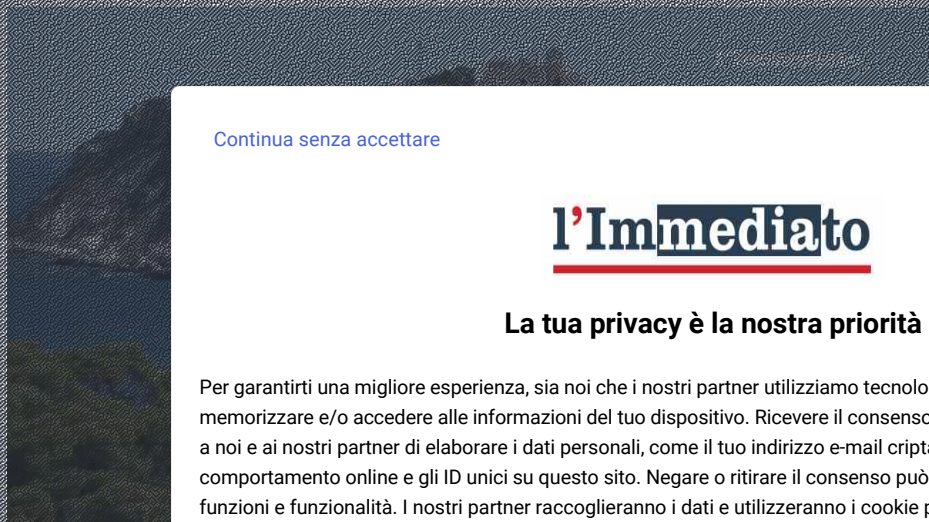 Continua senza accettare
l'Immediato
La tua privacy è la nostra priorità
Per garantirti una migliore esperienza, sia noi che i nostri partner utilizziamo
memorizzare e/o accedere alle informazioni del tuo dispositivo. Ricevere il consenso
a noi e ai nostri partner di elaborare i dati personali, come il tuo indirizzo e-mail
comportamento online e gli ID unici su questo sito. Negare o ritirare il consenso può
funzioni e funzionalità. I nostri partner raccoglieranno i dati e utilizzeranno i cookie